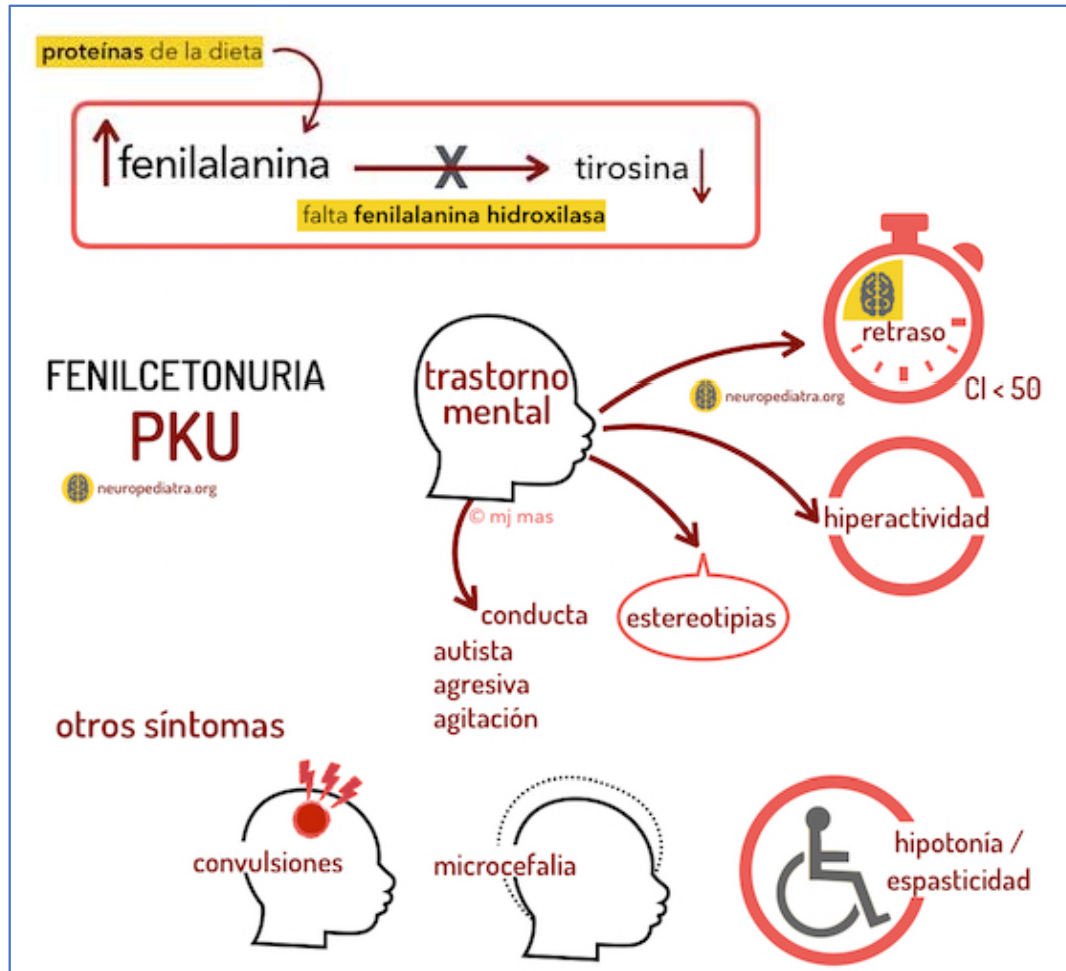 proteínas de la dieta
fenilalanina
X
tirosina
falta fenilalanina hidroxilasa
FENILCETONURIA
PKU
neuropediatra.org
trastorno
mental
© mj mas
retraso
CI < 50
neuropediatra.org
hiperactividad
estereotipias
conducta
autista
agresiva
agitación
otros síntomas
convulsiones
microcefalia
hipotonía /
espasticidad